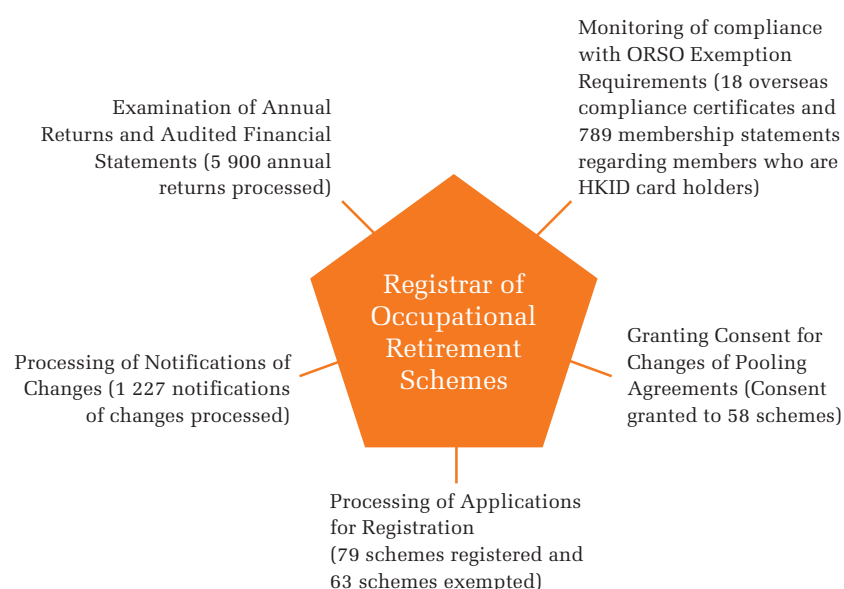 Monitoring of compliance
with ORSO Exemption
Requirements (18 overseas
compliance certificates and
789 membership statements
regarding members who are
HKID card holders)
Examination of Annual
Returns and Audited Financial
Statements (5 900 annual
returns processed)
Registrar of
Occupational
Retirement
Schemes
Granting Consent for
Changes of Pooling
Agreements (Consent
granted to 58 schemes)
Processing of Notifications of
Changes (1 227 notifications
of changes processed)
Processing of Applications
for Registration
(79 schemes registered and
63 schemes exempted)